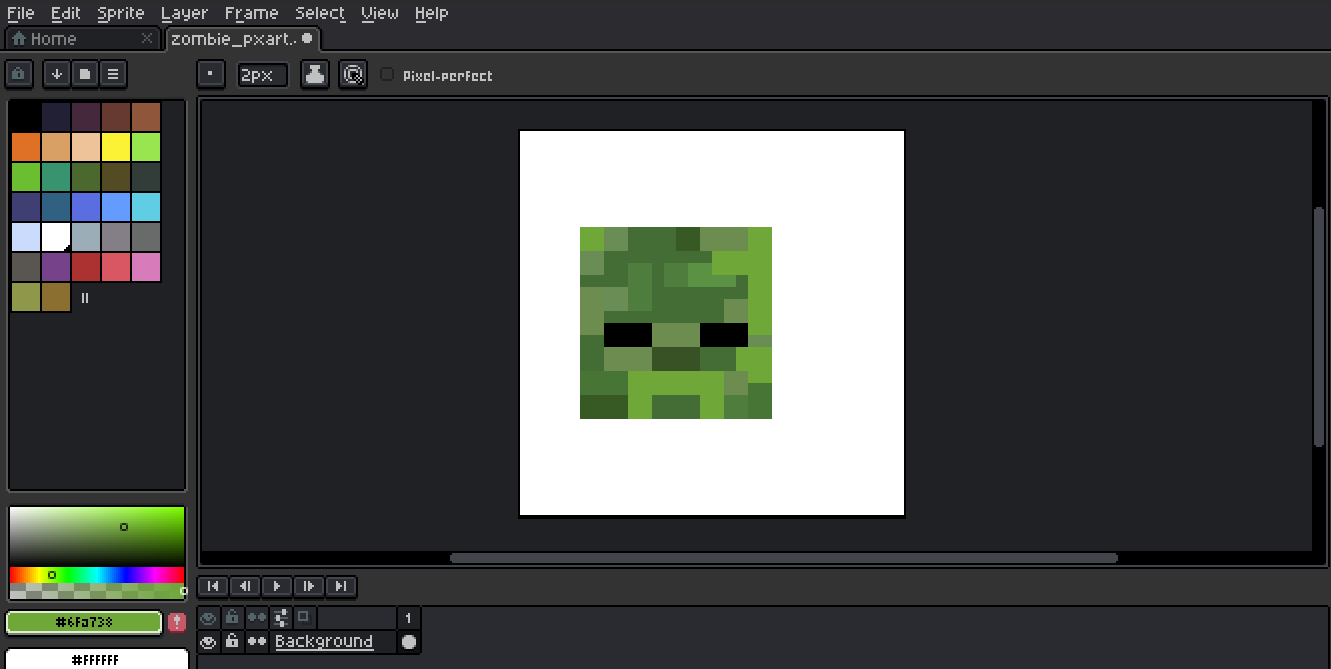 File Edit Sprite Layer Frame Select View Help
Home zombie_pxart..
2px Pixel-perfect
#6fa738
1
Background
#FFFFFF